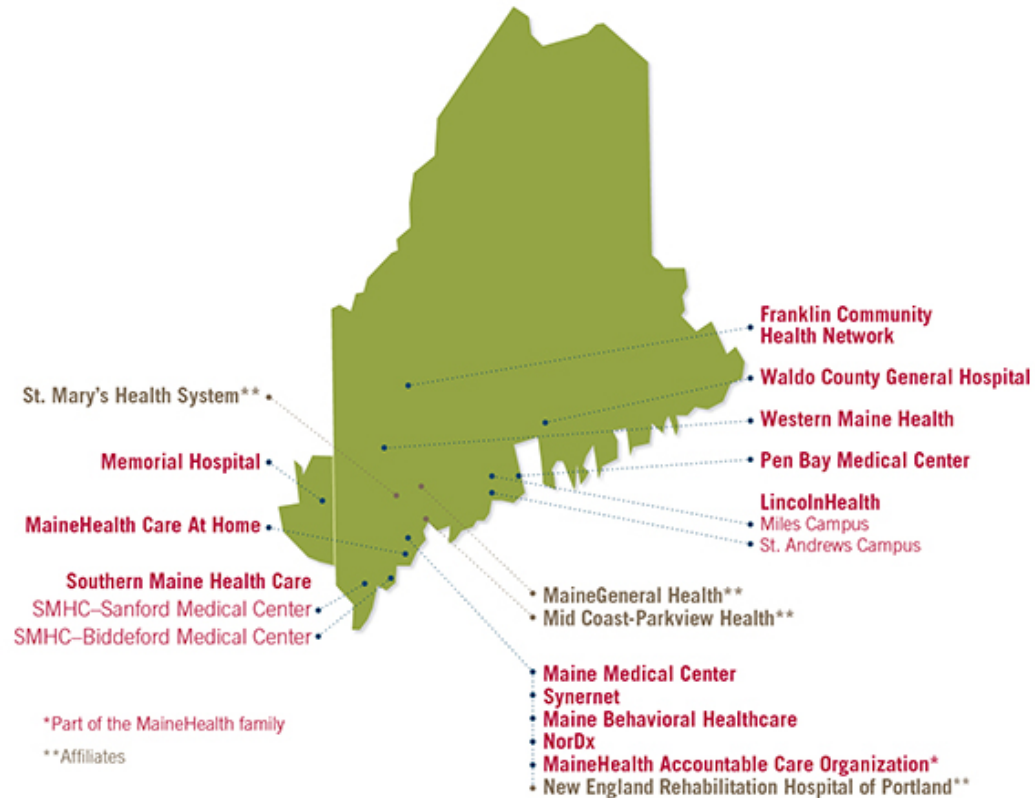 Franklin Community
Health Network
Waldo County General Hospital
Western Maine Health
Pen Bay Medical Center
LincolnHealth
Miles Campus
St. Andrews Campus
St. Mary's Health System**
Memorial Hospital
MaineHealth Care At Home
Southern Maine Health Care
SMHC–Sanford Medical Center
SMHC–Biddeford Medical Center
MaineGeneral Health**
Mid Coast-Parkview Health**
Maine Medical Center
Synernet
Maine Behavioral Healthcare
NorDx
MaineHealth Accountable Care Organization*
New England Rehabilitation Hospital of Portland**
*Part of the MaineHealth family
**Affiliates